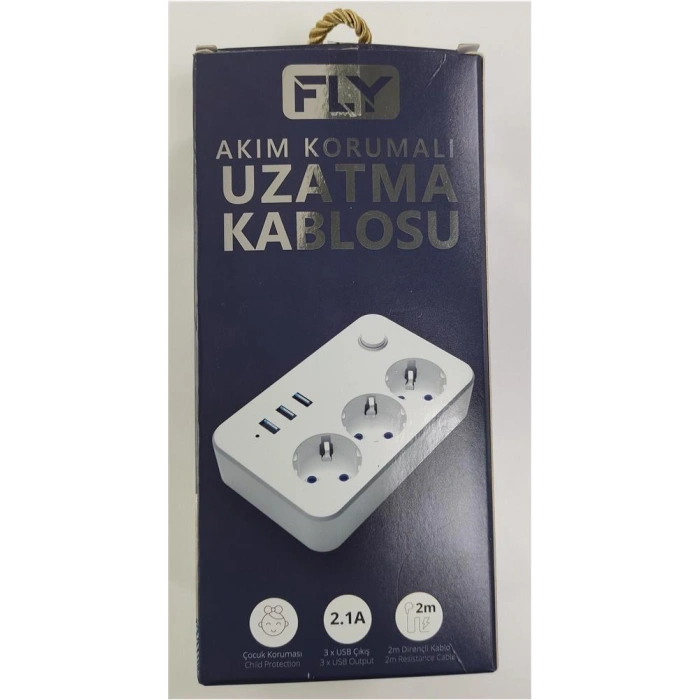 FLY
AKIM KORUMALI
UZATMA
KABLOSU
2.1A
2m
Çocuk Koruması
Child Protection
3 x USB Çıkış
3 x USB Output
2m Dirençli Kablo
2m Resistance Cable